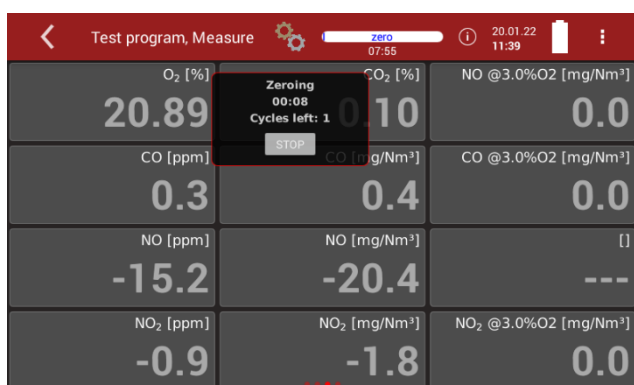 Test program, Measure
zero
07:55
20.01.22
11:39
O₂ [%]
20.89
CO₂ [%]
0.10
NO @3.0%O2 [mg/Nm³]
0.0
Zeroing
00:08
Cycles left: 1
STOP
CO [ppm]
0.3
CO [mg/Nm³]
0.4
CO @3.0%O2 [mg/Nm³]
0.0
NO [ppm]
-15.2
NO [mg/Nm³]
-20.4
[]
---
NO₂ [ppm]
-0.9
NO₂ [mg/Nm³]
-1.8
NO₂ @3.0%O2 [mg/Nm³]
0.0